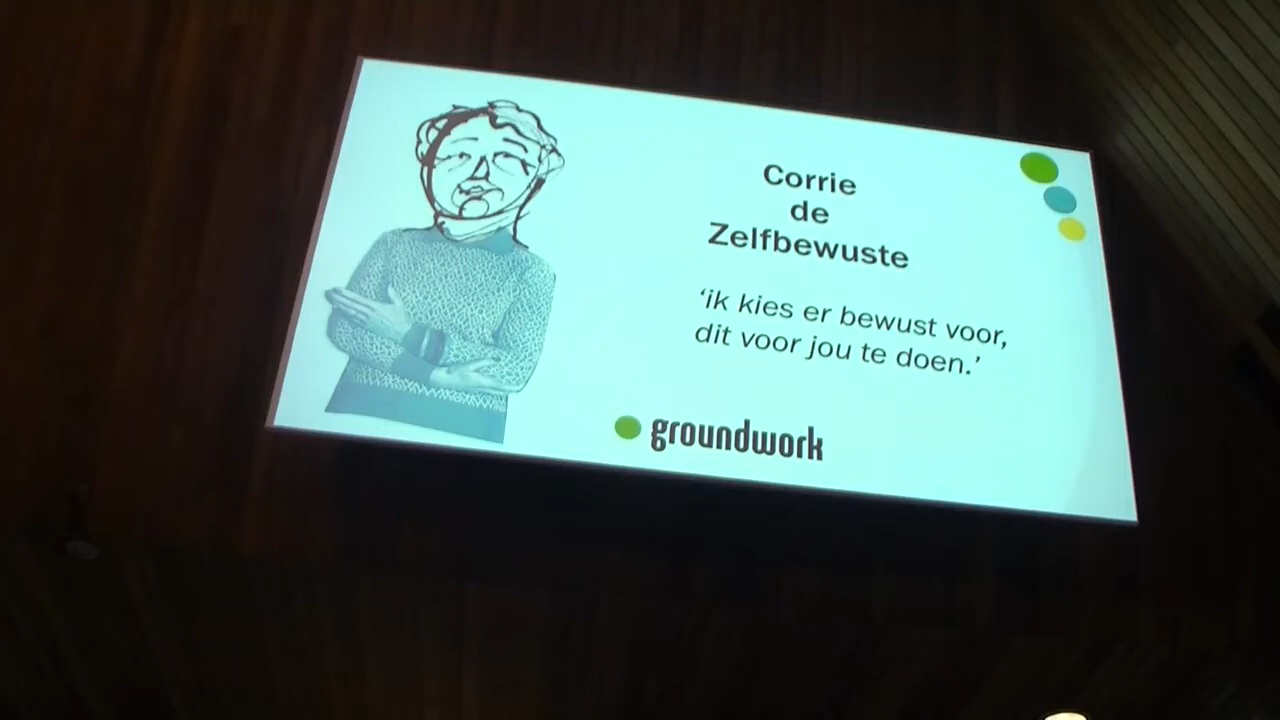 Corrie
de
Zelfbewuste
‘ik kies er bewust voor,
dit voor jou te doen.’
groundwork